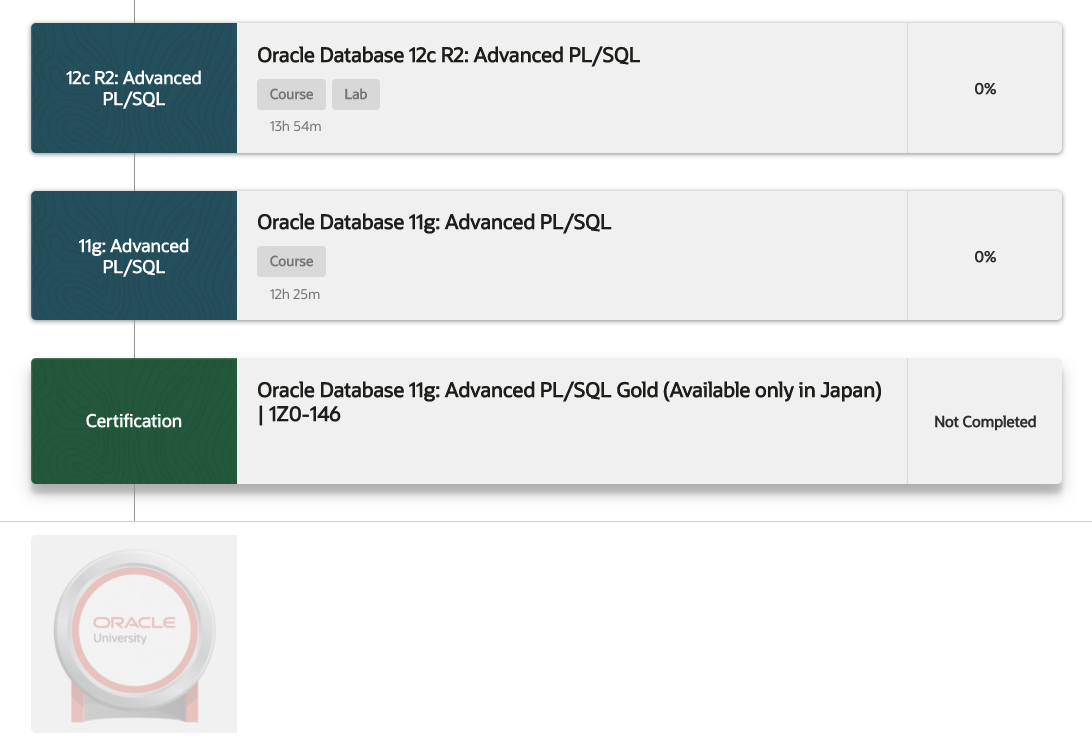 12c R2: Advanced
PL/SQL
Oracle Database 12c R2: Advanced PL/SQL
Course
Lab
13h 54m
0%
11g: Advanced
PL/SQL
Oracle Database 11g: Advanced PL/SQL
Course
12h 25m
0%
Certification
Oracle Database 11g: Advanced PL/SQL Gold (Available only in Japan)
| 1Z0-146
Not Completed
ORACLE
University